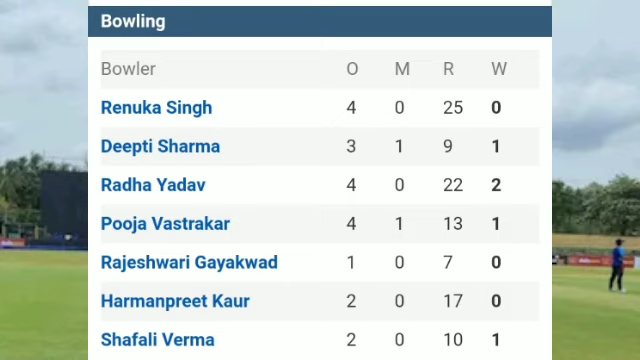 Bowling
Bowler O M R W
Renuka Singh 4 0 25 0
Deepti Sharma 3 1 9 1
Radha Yadav 4 0 22 2
Pooja Vastrakar 4 1 13 1
Rajeshwari Gayakwad 1 0 7 0
Harmanpreet Kaur 2 0 17 0
Shafali Verma 2 0 10 1